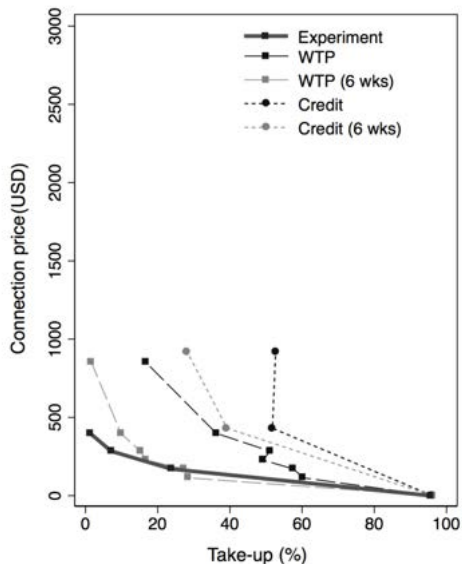 3000
2500
2000
1500
1000
500
0
Connection price (USD)
Experiment
WTP
WTP (6 wks)
Credit
Credit (6 wks)
0 20 40 60 80 100
Take-up (%)